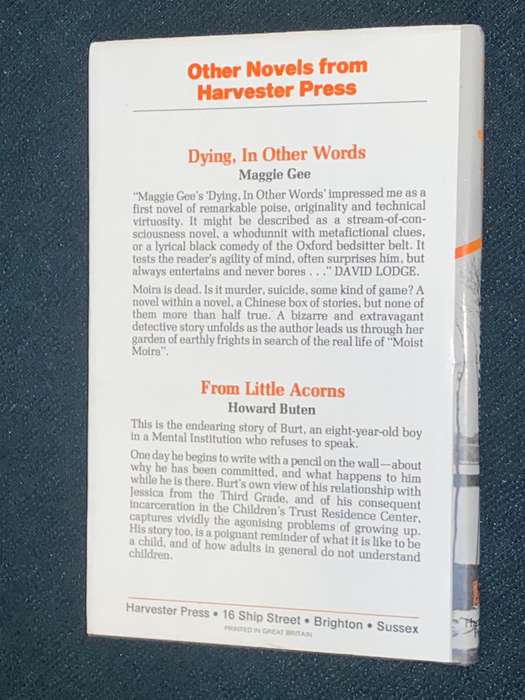 Other Novels from
Harvester Press
Dying, In Other Words
Maggie Gee
"Maggie Gee's 'Dying, In Other Words' impressed me as a
first novel of remarkable poise, originality and technical
virtuosity. It might be described as a stream-of-con-
sciousness novel, a whodunnit with metafictional clues,
or a lyrical black comedy of the Oxford bedsitter belt. It
tests the reader's agility of mind, often surprises him, but
always entertains and never bores . . ." DAVID LODGE.
Moira is dead. Is it murder, suicide, some kind of game? A
novel within a novel, a Chinese box of stories, but none of
them more than half true. A bizarre and extravagant
detective story unfolds as the author leads us through her
garden of earthly frights in search of the real life of "Moist
Moira".
From Little Acorns
Howard Buten
This is the endearing story of Burt, an eight-year-old boy
in a Mental Institution who refuses to speak.
One day he begins to write with a pencil on the wall—about
why he has been committed, and what happens to him
while he is there. Burt's own view of his relationship with
Jessica from the Third Grade, and of his consequent
incarceration in the Children's Trust Residence Center,
captures vividly the agonising problems of growing up.
His story too, is a poignant reminder of what it is like to be
a child, and of how adults in general do not understand
children.
Harvester Press • 16 Ship Street • Brighton • Sussex
PRINTED IN GREAT BRITAIN